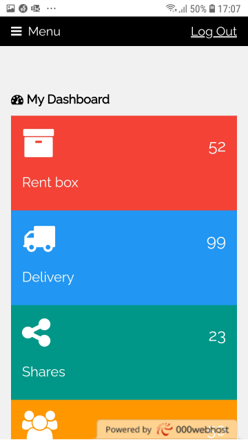 50% 17:07
Menu Log Out
My Dashboard
52
Rent box
99
Delivery
23
Shares
Powered by 000webhost